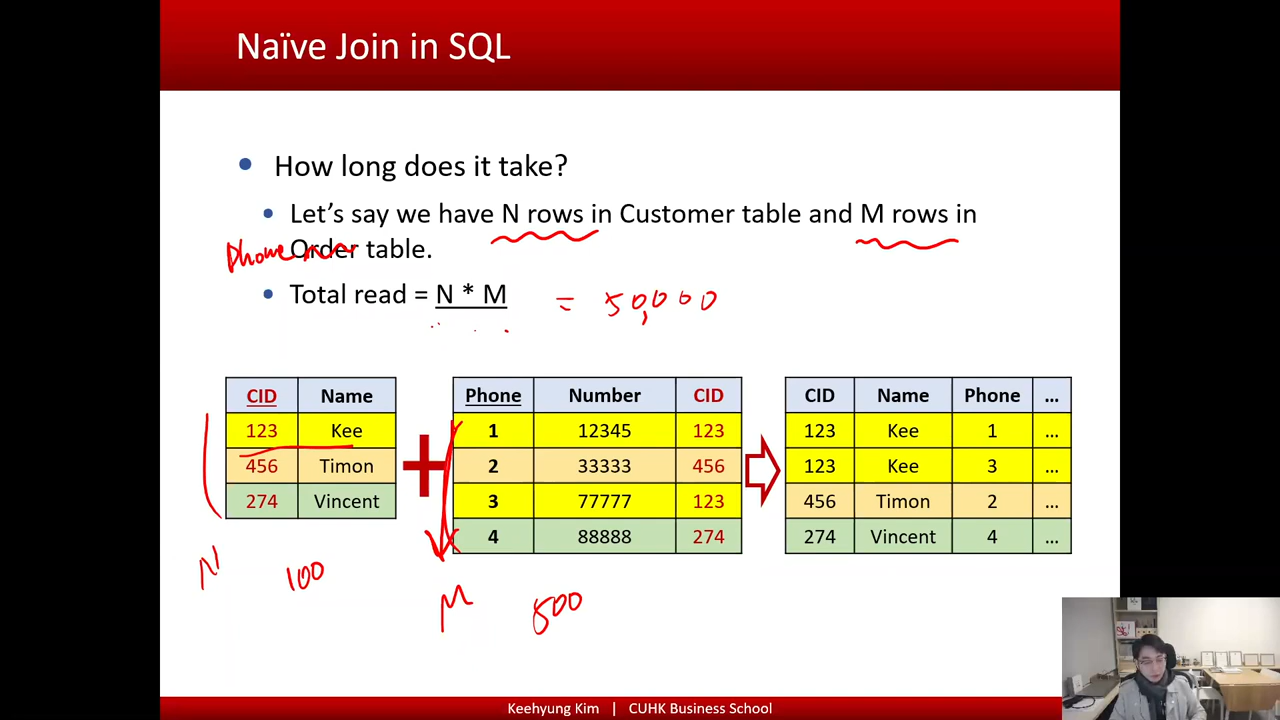 Naïve Join in SQL
How long does it take?
Let's say we have N rows in Customer table and M rows in
Phone Order table.
Total read = N * M = 50,000
CID Name
123 Kee
456 Timon
274 Vincent
Phone Number CID
1 12345 123
2 33333 456
3 77777 123
4 88888 274
CID Name Phone ...
123 Kee 1 ...
123 Kee 3 ...
456 Timon 2 ...
274 Vincent 4 ...
N 100
M 500
Keehyung Kim | CUHK Business School